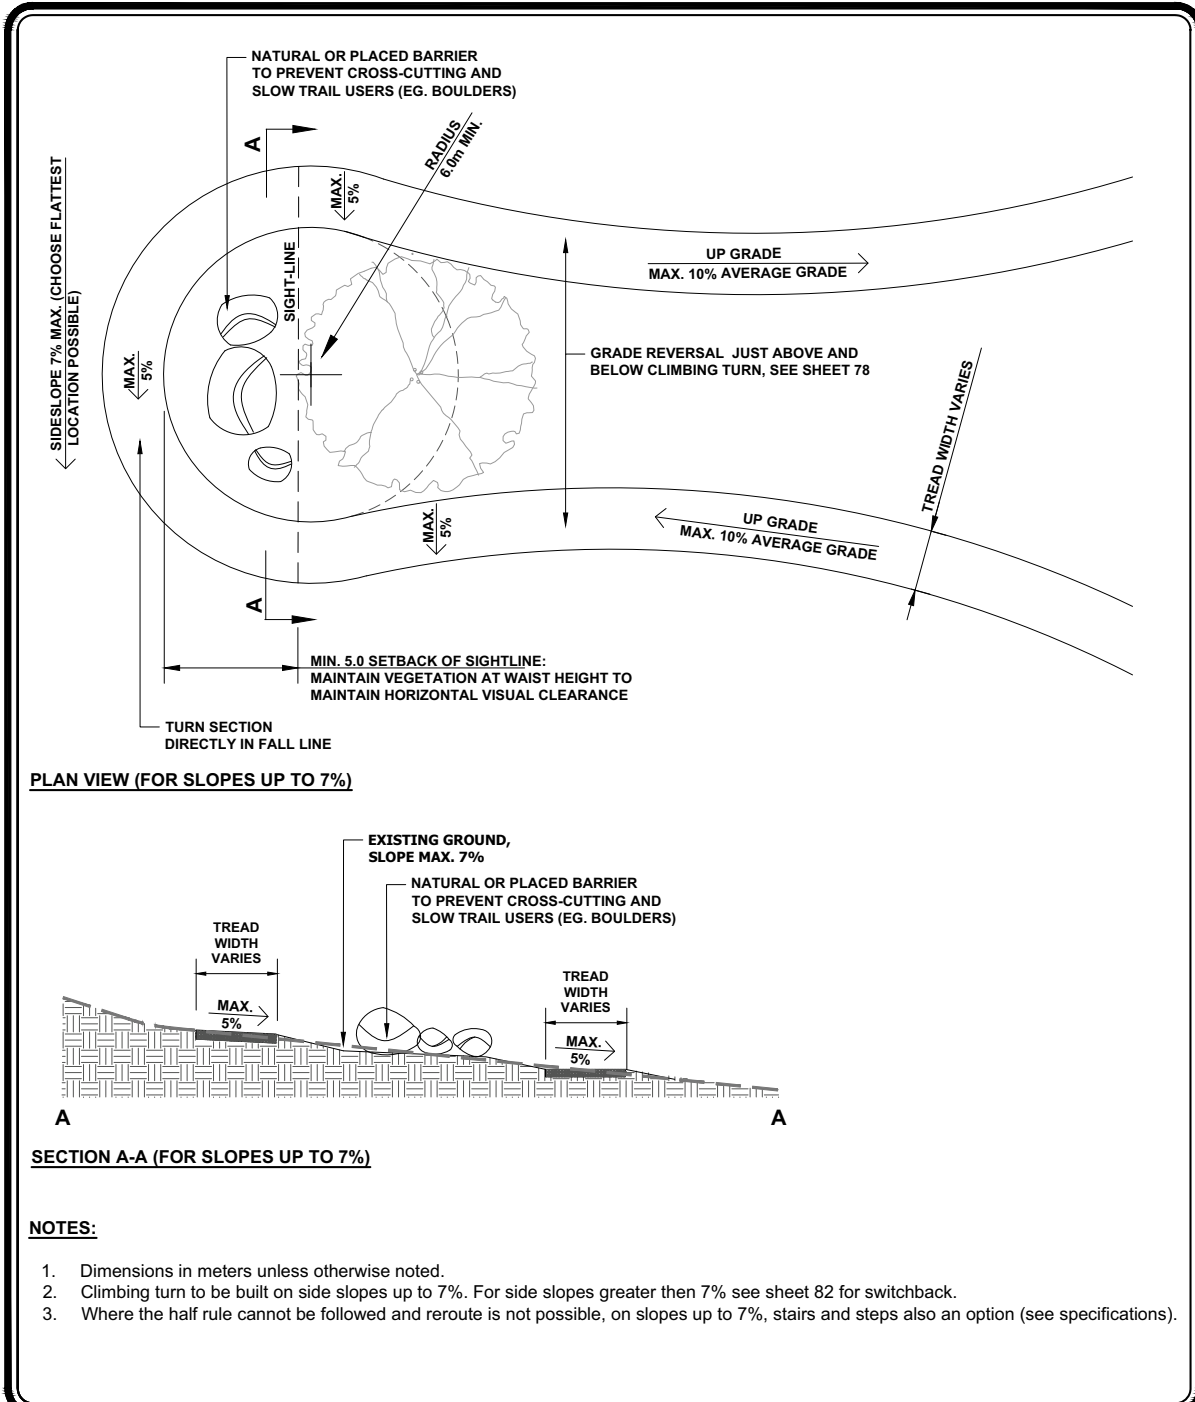 NATURAL OR PLACED BARRIER
TO PREVENT CROSS-CUTTING AND
SLOW TRAIL USERS (EG. BOULDERS)
A
RADIUS
6.0m MIN.
MAX.
5%
SIDESLOPE 7% MAX. (CHOOSE FLATTEST
LOCATION POSSIBLE)
SIGHT-LINE
UP GRADE
MAX. 10% AVERAGE GRADE
MAX.
5%
GRADE REVERSAL JUST ABOVE AND
BELOW CLIMBING TURN, SEE SHEET 78
TREAD WIDTH VARIES
MAX.
5%
UP GRADE
MAX. 10% AVERAGE GRADE
A
MIN. 5.0 SETBACK OF SIGHTLINE:
MAINTAIN VEGETATION AT WAIST HEIGHT TO
MAINTAIN HORIZONTAL VISUAL CLEARANCE
TURN SECTION
DIRECTLY IN FALL LINE
PLAN VIEW (FOR SLOPES UP TO 7%)
EXISTING GROUND,
SLOPE MAX. 7%
NATURAL OR PLACED BARRIER
TO PREVENT CROSS-CUTTING AND
SLOW TRAIL USERS (EG. BOULDERS)
TREAD
WIDTH
VARIES
MAX.
5%
TREAD
WIDTH
VARIES
MAX.
5%
A
A
SECTION A-A (FOR SLOPES UP TO 7%)
NOTES:
1. Dimensions in meters unless otherwise noted.
2. Climbing turn to be built on side slopes up to 7%. For side slopes greater then 7% see sheet 82 for switchback.
3. Where the half rule cannot be followed and reroute is not possible, on slopes up to 7%, stairs and steps also an option (see specifications).